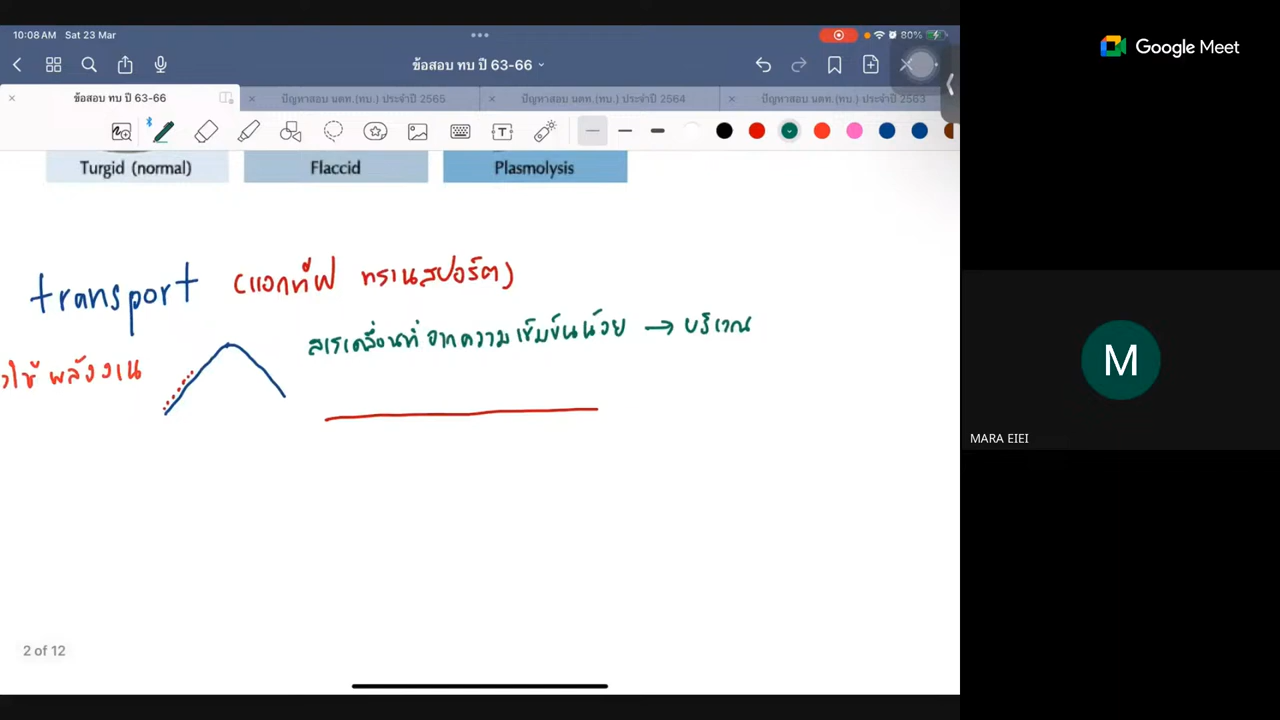 10:08 AM Sat 23 Mar
80%
Google Meet
ข้อสอบ ทบ ปี 63-66
ข้อสอบ ทบ ปี 63-66
ปัญหาสอบ นตท.(ทบ.) ประจำปี 2565
ปัญหาสอบ นตท.(ทบ.) ประจำปี 2564
ปัญหาสอบ นตท.(ทบ.) ประจำปี 2563
T
Turgid (normal)
Flaccid
Plasmolysis
transport (แอกทีฟ ทรานสปอร์ต)
สารเคลื่อนที่จากความเข้มข้นน้อย → บริเวณ
ใช้ พลังงาน
M
MARA EIEI
2 of 12